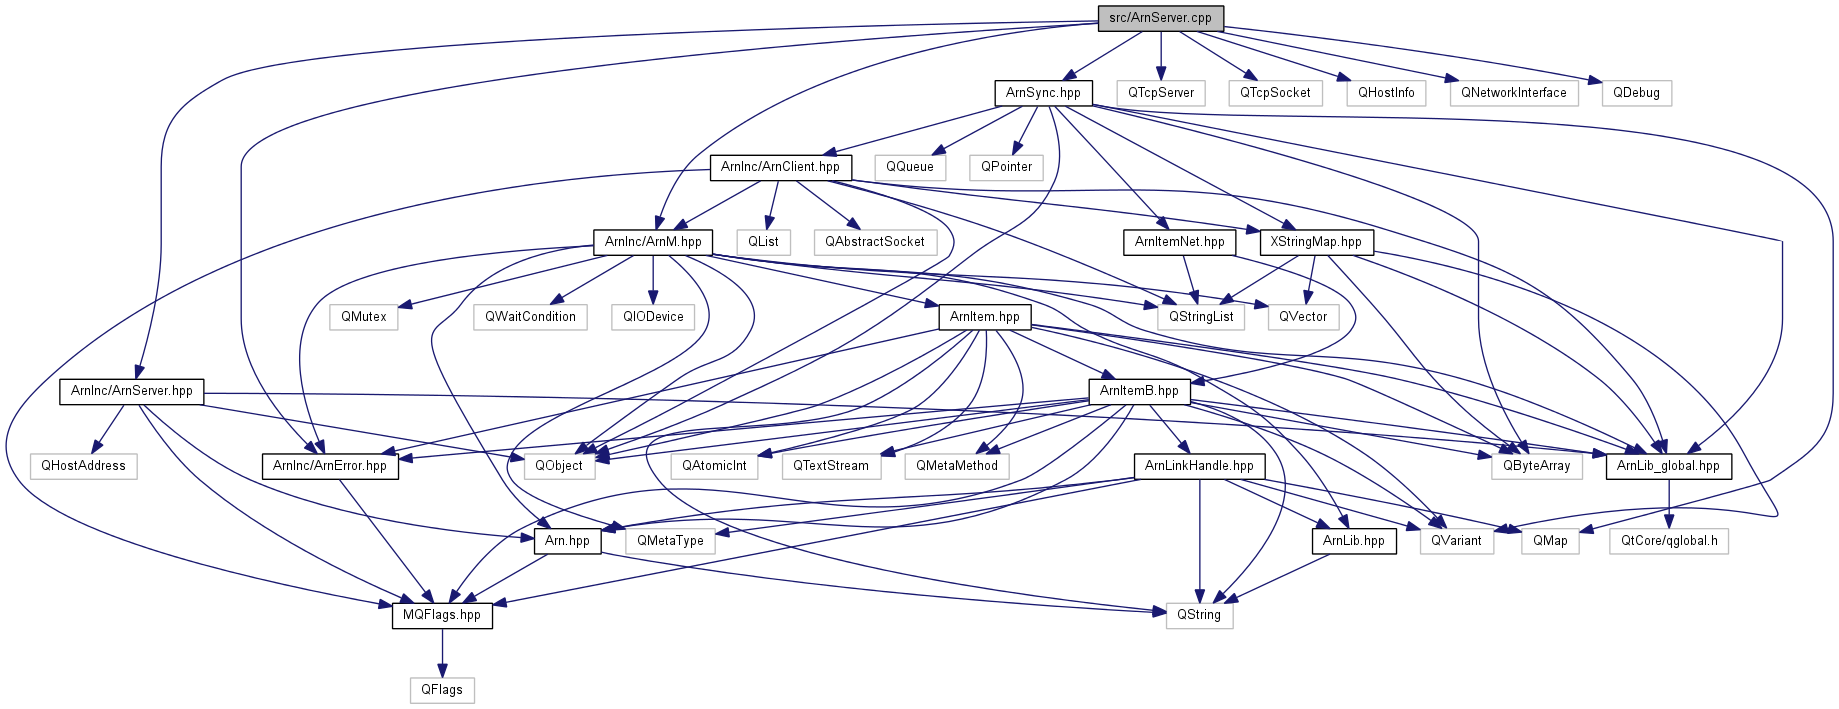 src/ArnServer.cpp
ArnSync.hpp
QTcpServer
QTcpSocket
QHostInfo
QNetworkInterface
QDebug
ArnInc/ArnClient.hpp
QQueue
QPointer
ArnInc/ArnM.hpp
QList
QAbstractSocket
ArnItemNet.hpp
XStringMap.hpp
QMutex
QWaitCondition
QIODevice
ArnItem.hpp
QStringList
QVector
ArnInc/ArnServer.hpp
ArnItemB.hpp
QHostAddress
ArnInc/ArnError.hpp
QObject
QAtomicInt
QTextStream
QMetaMethod
ArnLinkHandle.hpp
QByteArray
ArnLib_global.hpp
Arn.hpp
QMetaType
ArnLib.hpp
QVariant
QMap
QtCore/qglobal.h
MQFlags.hpp
QString
QFlags